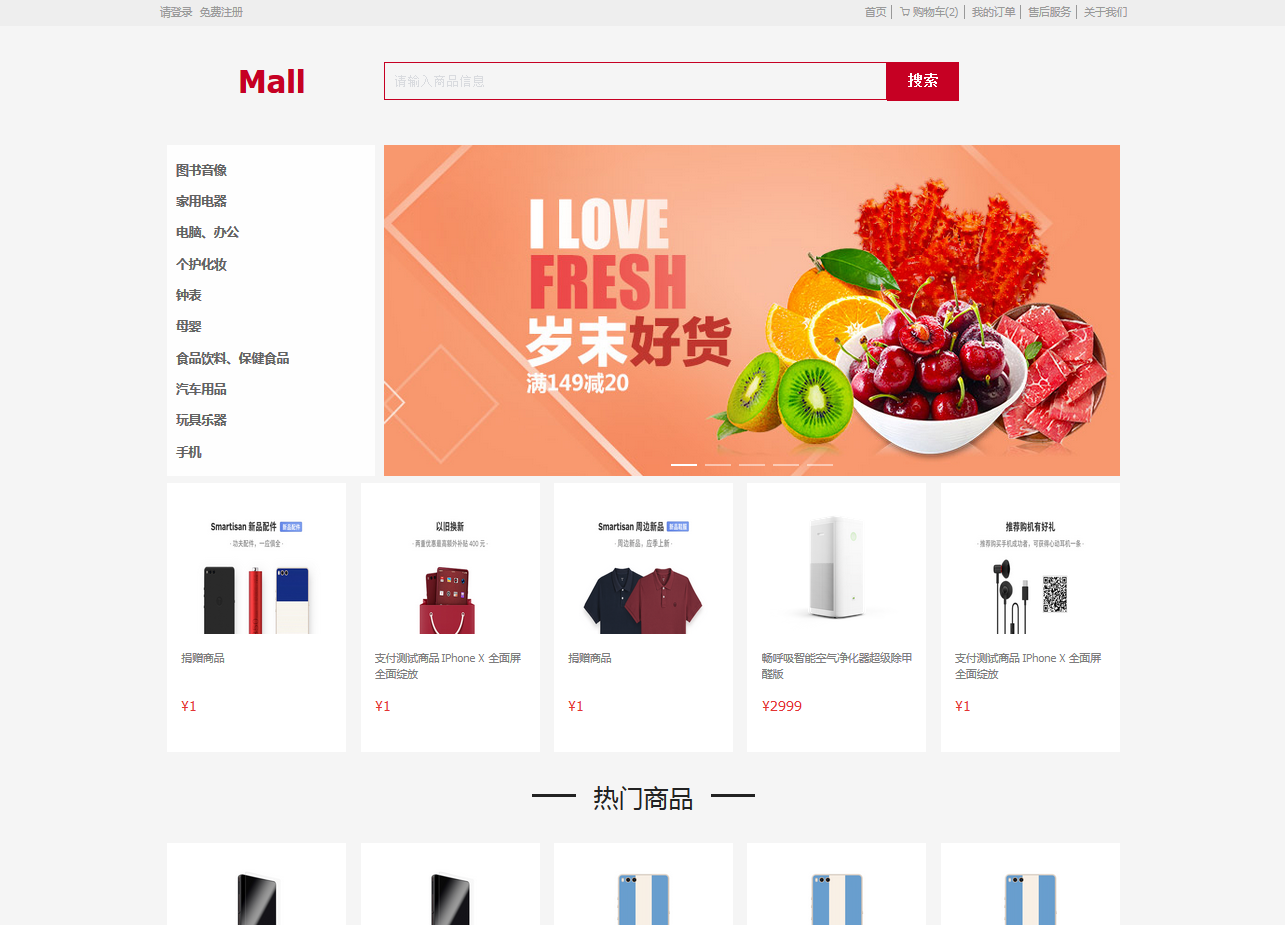 请登录 免费注册
首页 购物车(2) 我的订单 售后服务 关于我们
Mall
请输入商品信息
搜索
图书音像
家用电器
电脑、办公
个护化妆
钟表
母婴
食品饮料、保健食品
汽车用品
玩具乐器
手机
I LOVE
FRESH
岁末好货
满149减20
Smartisan 新品配件 新品配件
· 功夫配件，一应俱全 ·
捐赠商品
¥1
以旧换新
· 两重优惠最高额外补贴 400 元 ·
支付测试商品 IPhone X 全面屏
全面绽放
¥1
Smartisan 周边新品
· 周边新品，应季上新 ·
捐赠商品
¥1
畅呼吸智能空气净化器超级除甲
醛版
¥2999
推荐购机有好礼
· 推荐购买手机成功者，可获得心动耳机一条 ·
支付测试商品 IPhone X 全面屏
全面绽放
¥1
热门商品